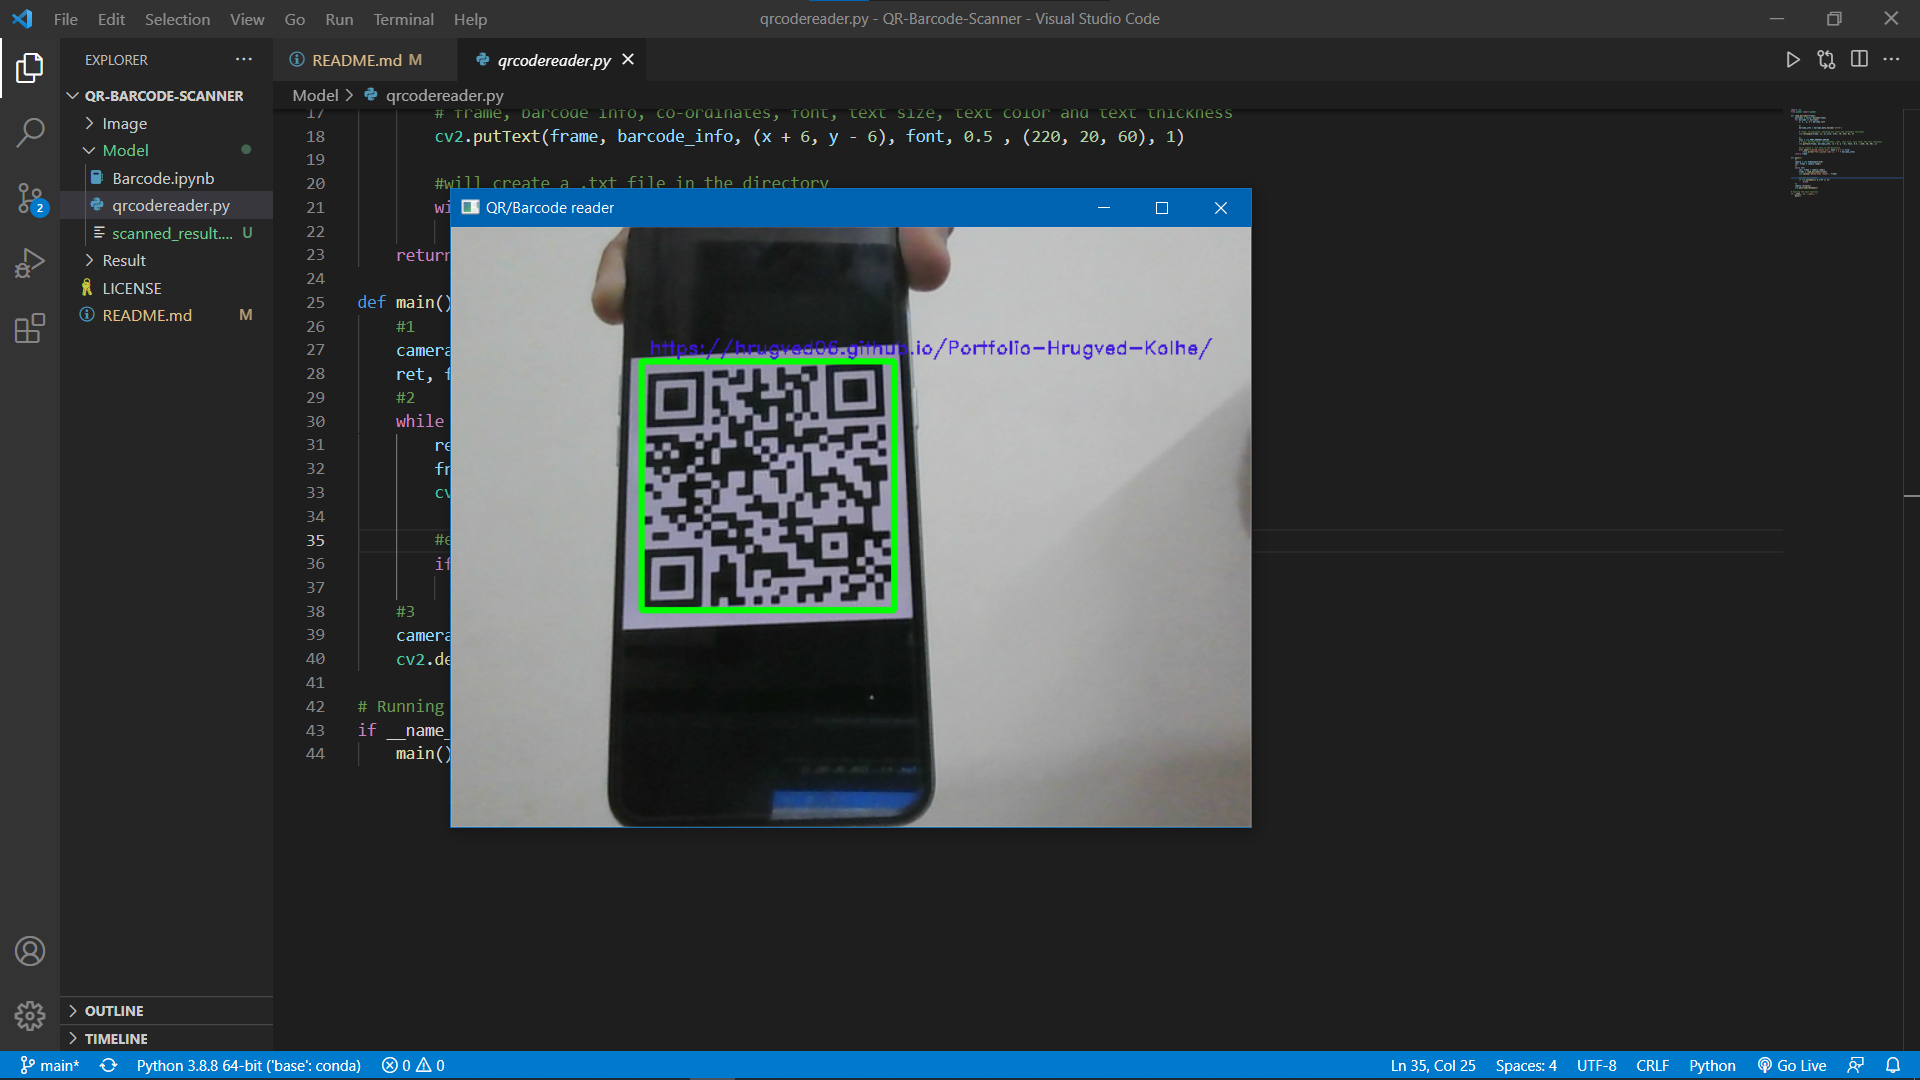 File Edit Selection View Go Run Terminal Help
qrcodereader.py - QR-Barcode-Scanner - Visual Studio Code
EXPLORER
README.md M
qrcodereader.py
QR-BARCODE-SCANNER
Image
Model
Barcode.ipynb
qrcodereader.py
scanned_result.... U
Result
LICENSE
README.md M
2
Model > qrcodereader.py
17 # frame, barcode info, co-ordinates, font, text size, text color and text thickness
18 cv2.putText(frame, barcode_info, (x + 6, y - 6), font, 0.5 , (220, 20, 60), 1)
19
20 #will create a .txt file in the directory
21 wi
22
23 return
24
25 def main()
26 #1
27 camera
28 ret, f
29 #2
30 while
31 re
32 fr
33 cv
34
35 #e
36 if
37
38 #3
39 camera
40 cv2.de
41
42 # Running
43 if __name_
44 main()
QR/Barcode reader
https://hrugved06.github.io/Portfolio-Hrugved-Kolhe/
OUTLINE
TIMELINE
main* Python 3.8.8 64-bit ('base': conda) 0 0
Ln 35, Col 25 Spaces: 4 UTF-8 CRLF Python Go Live